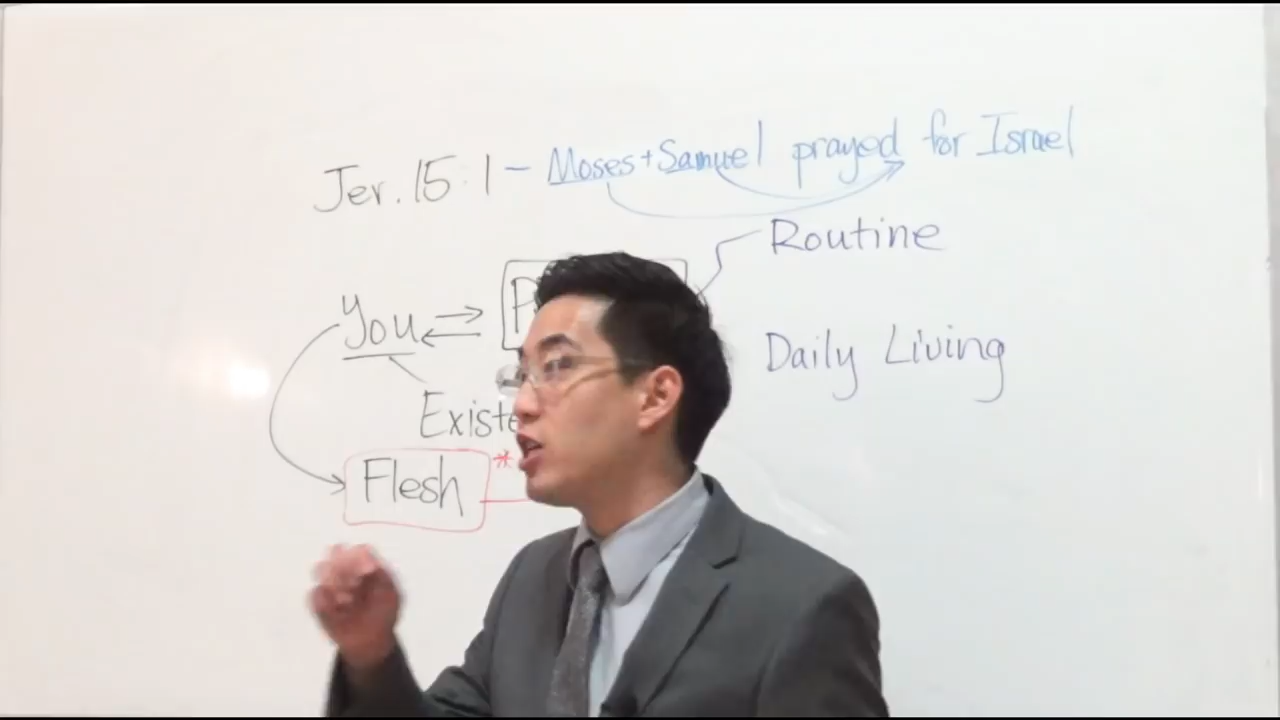 Jer. 15:1 - Moses + Samuel prayed for Israel
Routine
You
Daily Living
Flesh *